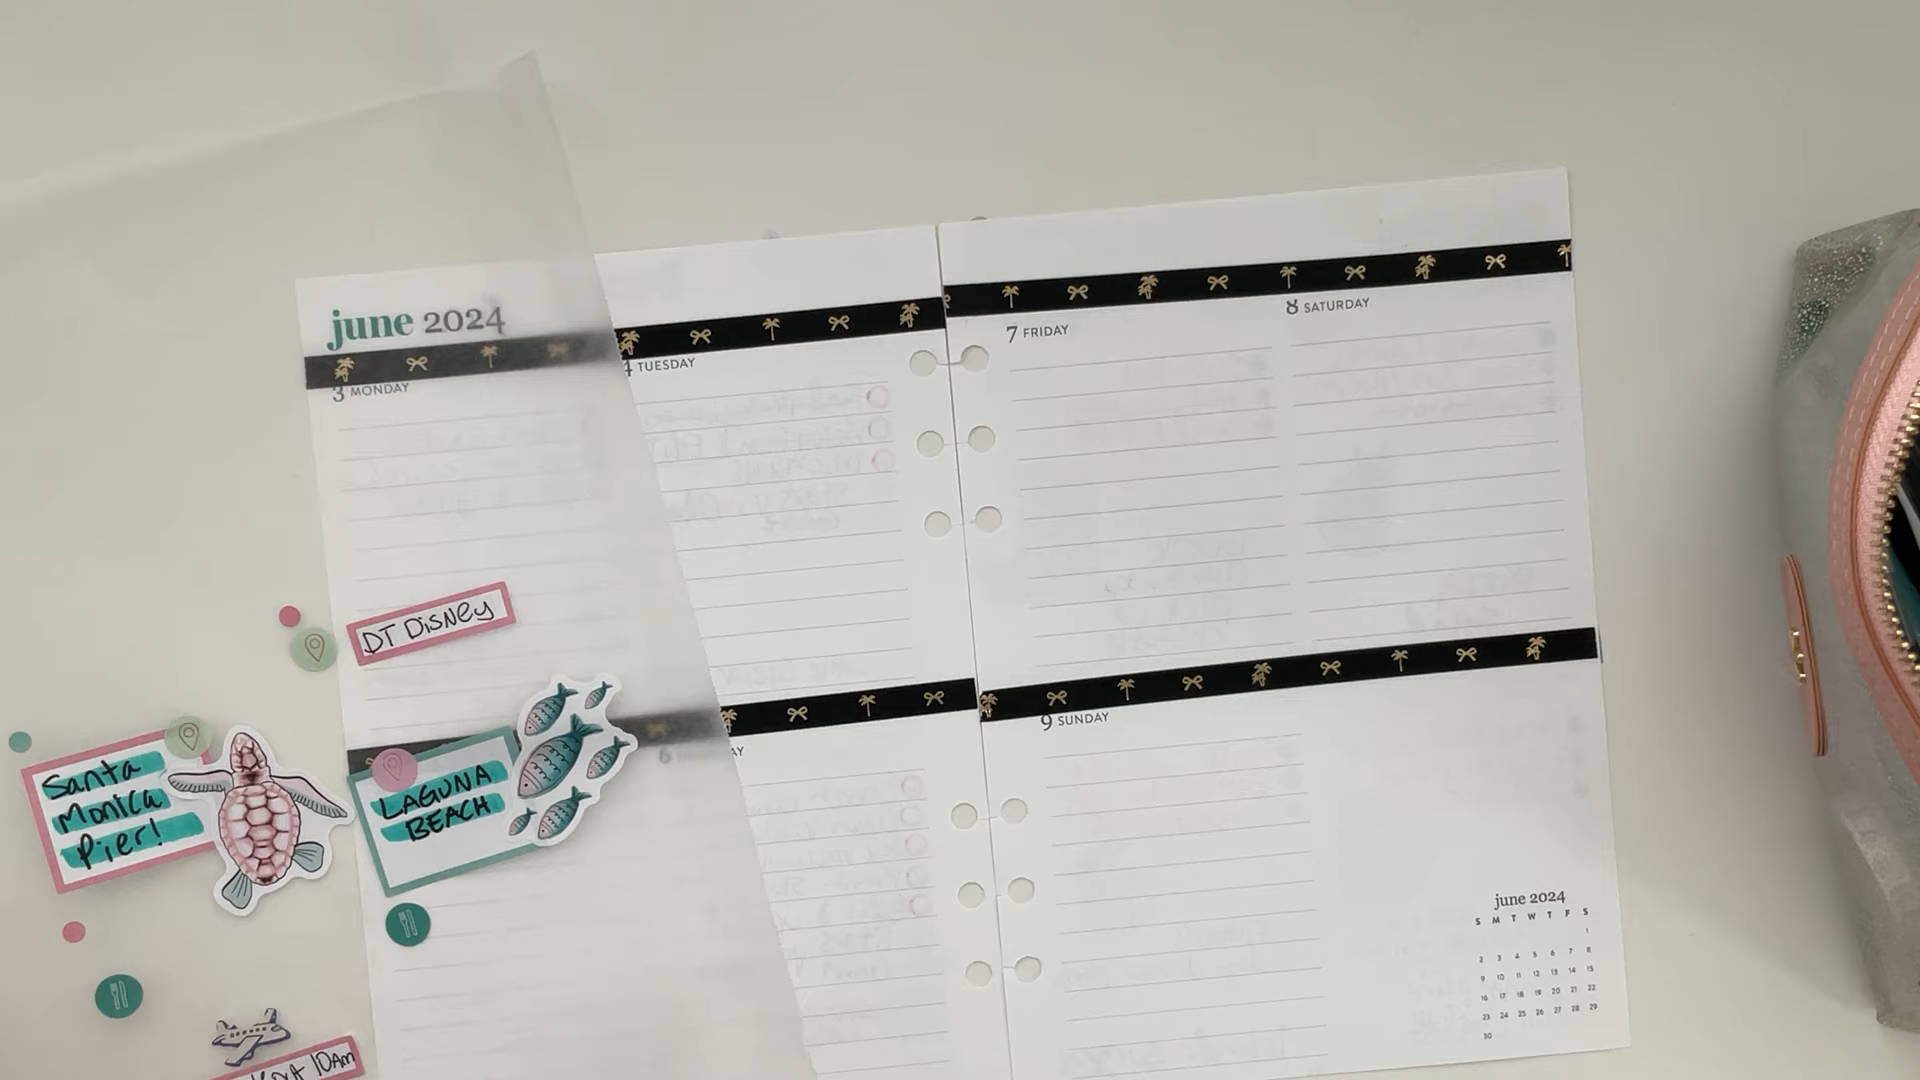 june 2024
3 MONDAY
4 TUESDAY
7 FRIDAY
8 SATURDAY
DT DISNEY
Santa
Monica
Pier!
LAGUNA
BEACH
6
AY
9 SUNDAY
10AM
june 2024
S M T W T F S
1
2 3 4 5 6 7 8
9 10 11 12 13 14 15
16 17 18 19 20 21 22
23 24 25 26 27 28 29
30